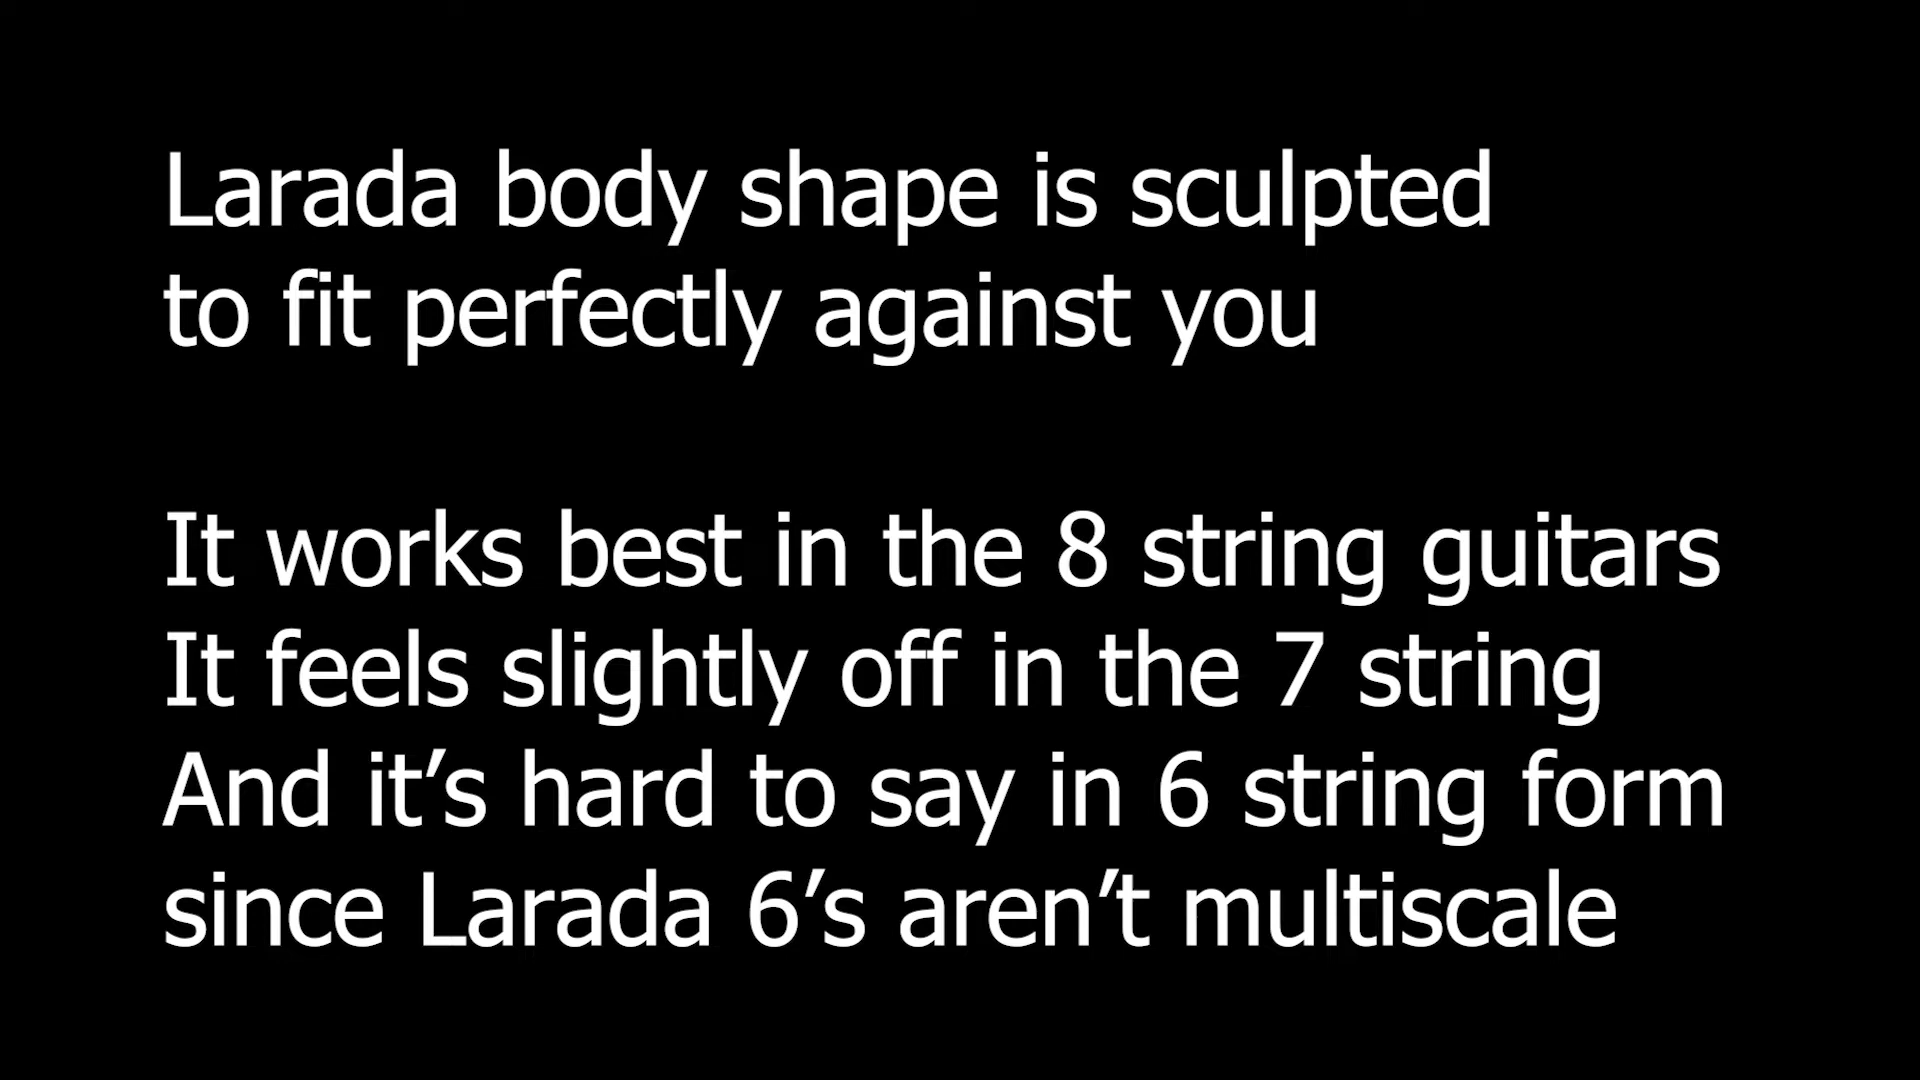 Larada body shape is sculpted
to fit perfectly against you
It works best in the 8 string guitars
It feels slightly off in the 7 string
And it’s hard to say in 6 string form
since Larada 6’s aren’t multiscale